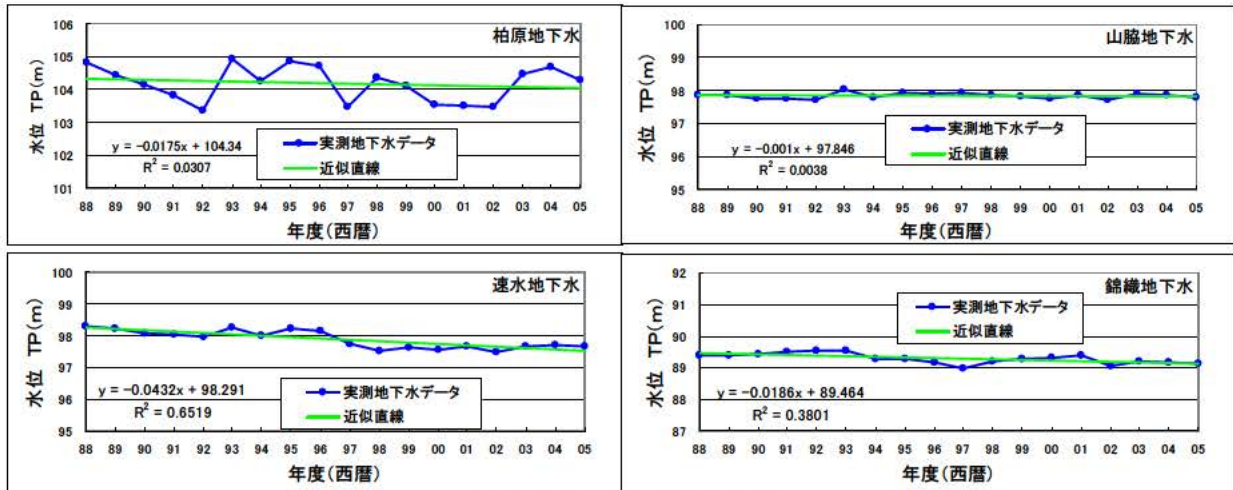 柏原地下水
水位 TP(m)
106
105
104
103
102
101
実測地下水データ
近似直線
y = -0.0175x + 104.34
R² = 0.0307
88 89 90 91 92 93 94 95 96 97 98 99 00 01 02 03 04 05
年度(西暦)
山脇地下水
水位 TP(m)
100
99
98
97
96
95
実測地下水データ
近似直線
y = -0.001x + 97.846
R² = 0.0038
88 89 90 91 92 93 94 95 96 97 98 99 00 01 02 03 04 05
年度(西暦)
速水地下水
水位 TP(m)
100
99
98
97
96
95
y = -0.0432x + 98.291
R² = 0.6519
実測地下水データ
近似直線
88 89 90 91 92 93 94 95 96 97 98 99 00 01 02 03 04 05
年度(西暦)
錦織地下水
水位 TP(m)
92
91
90
89
88
87
実測地下水データ
近似直線
y = -0.0186x + 89.464
R² = 0.3801
88 89 90 91 92 93 94 95 96 97 98 99 00 01 02 03 04 05
年度(西暦)